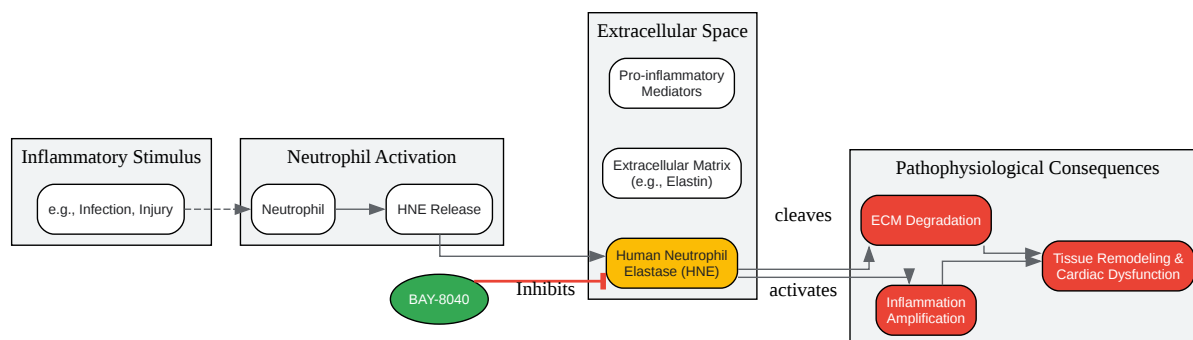 Inflammatory Stimulus
e.g., Infection, Injury
Neutrophil Activation
Neutrophil
HNE Release
BAY-8040
Inhibits
Extracellular Space
Pro-inflammatory
Mediators
Extracellular Matrix
(e.g., Elastin)
Human Neutrophil
Elastase (HNE)
cleaves
activates
Pathophysiological Consequences
ECM Degradation
Inflammation
Amplification
Tissue Remodeling &
Cardiac Dysfunction